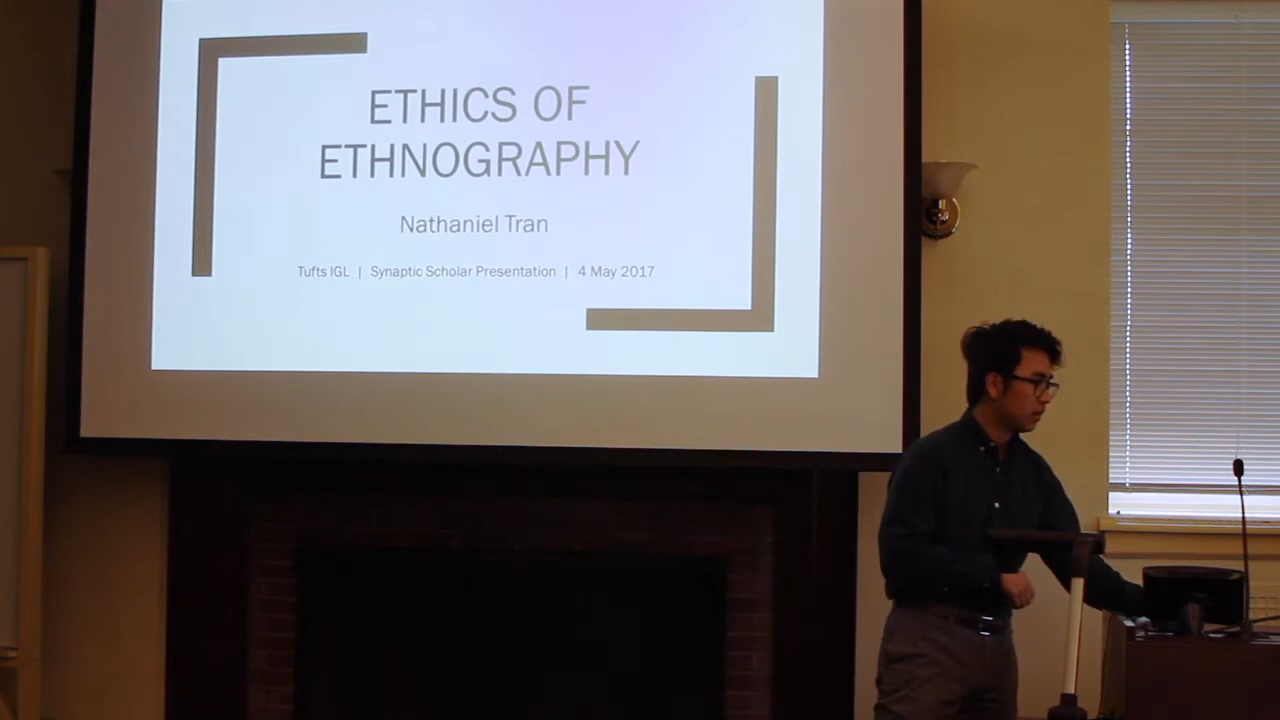 ETHICS OF
ETHNOGRAPHY
Nathaniel Tran
Tufts IGL | Synaptic Scholar Presentation | 4 May 2017